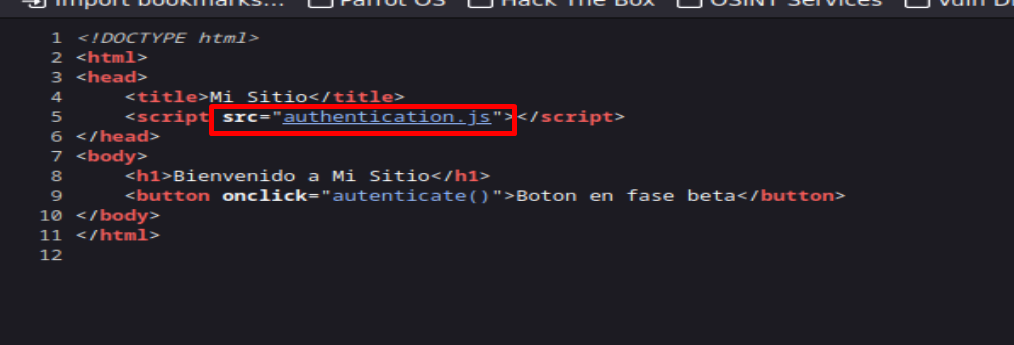 Import bookmarks... Parrot OS Hack The Box OSINT Services Vuln
1 <!DOCTYPE html>
2 <html>
3 <head>
4 <title>Mi Sitio</title>
5 <script src="authentication.js"></script>
6 </head>
7 <body>
8 <h1>Bienvenido a Mi Sitio</h1>
9 <button onclick="autenticate()">Boton en fase beta</button>
10 </body>
11 </html>
12